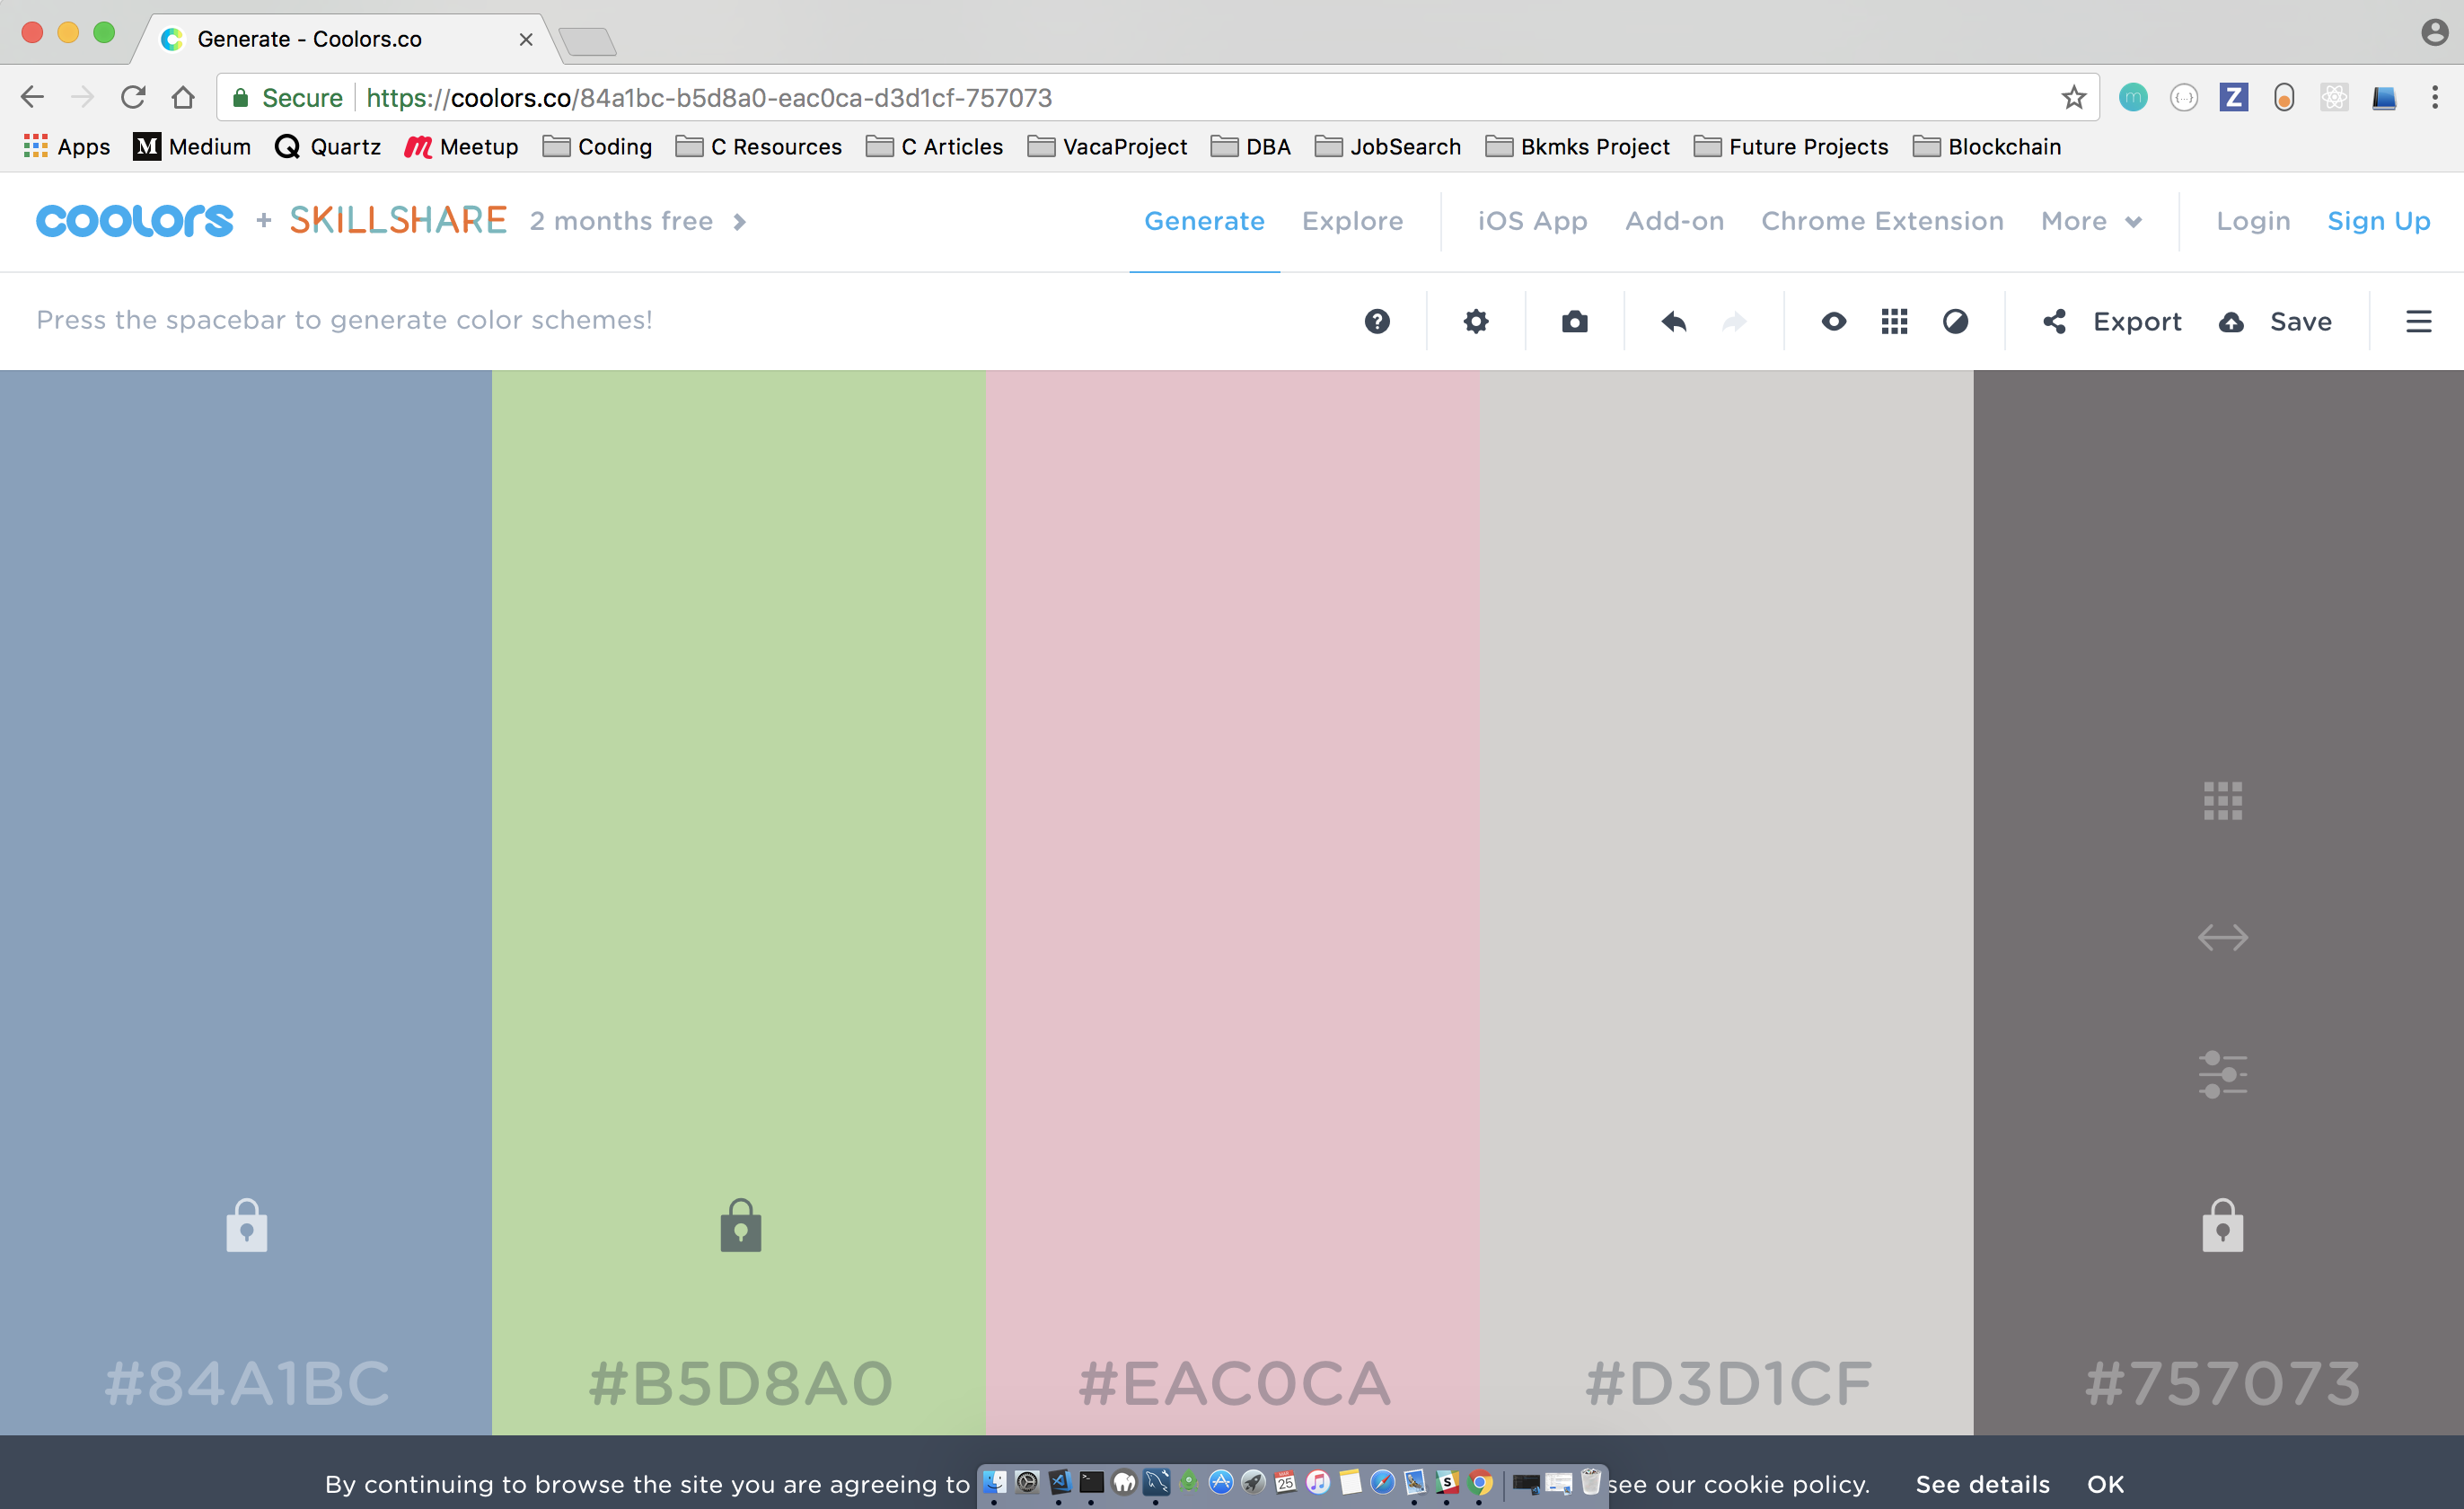 Generate - Coolors.co
Secure https://coolors.co/84a1bc-b5d8a0-eac0ca-d3d1cf-757073
m {...} Z
Apps M Medium Quartz Meetup Coding C Resources C Articles VacaProject DBA JobSearch Bkmks Project Future Projects Blockchain
coolors + SKILLSHARE 2 months free
Generate Explore iOS App Add-on Chrome Extension More Login Sign Up
Press the spacebar to generate color schemes!
? Export Save
#84A1BC #B5D8A0 #EAC0CA #D3D1CF #757073
By continuing to browse the site you are agreeing to
25
see our cookie policy. See details OK